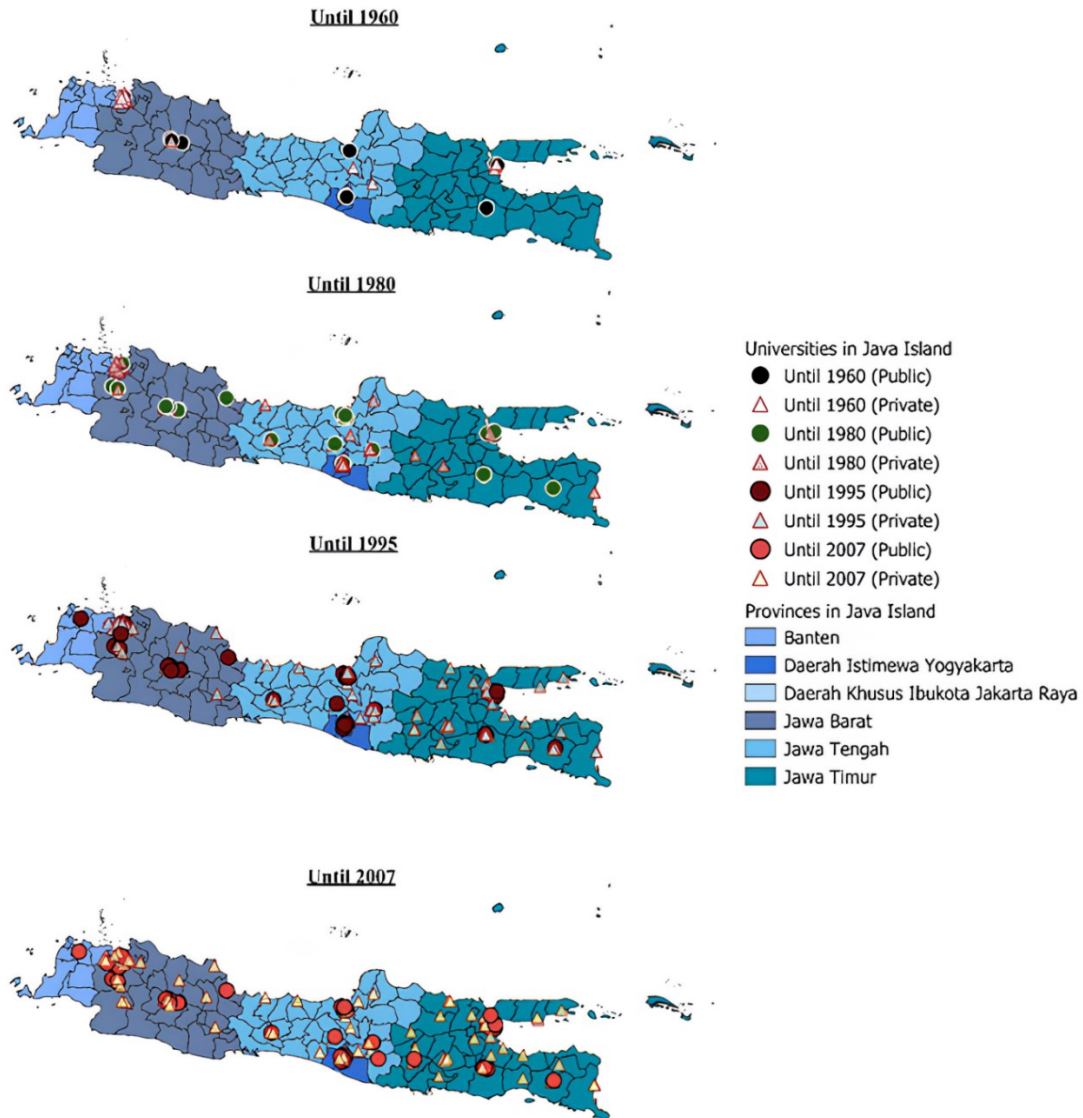 Until 1960
Until 1980
Universities in Java Island
Until 1960 (Public)
Until 1960 (Private)
Until 1980 (Public)
Until 1980 (Private)
Until 1995 (Public)
Until 1995 (Private)
Until 2007 (Public)
Until 2007 (Private)
Provinces in Java Island
Banten
Daerah Istimewa Yogyakarta
Daerah Khusus Ibukota Jakarta Raya
Jawa Barat
Jawa Tengah
Jawa Timur
Until 1995
Until 2007